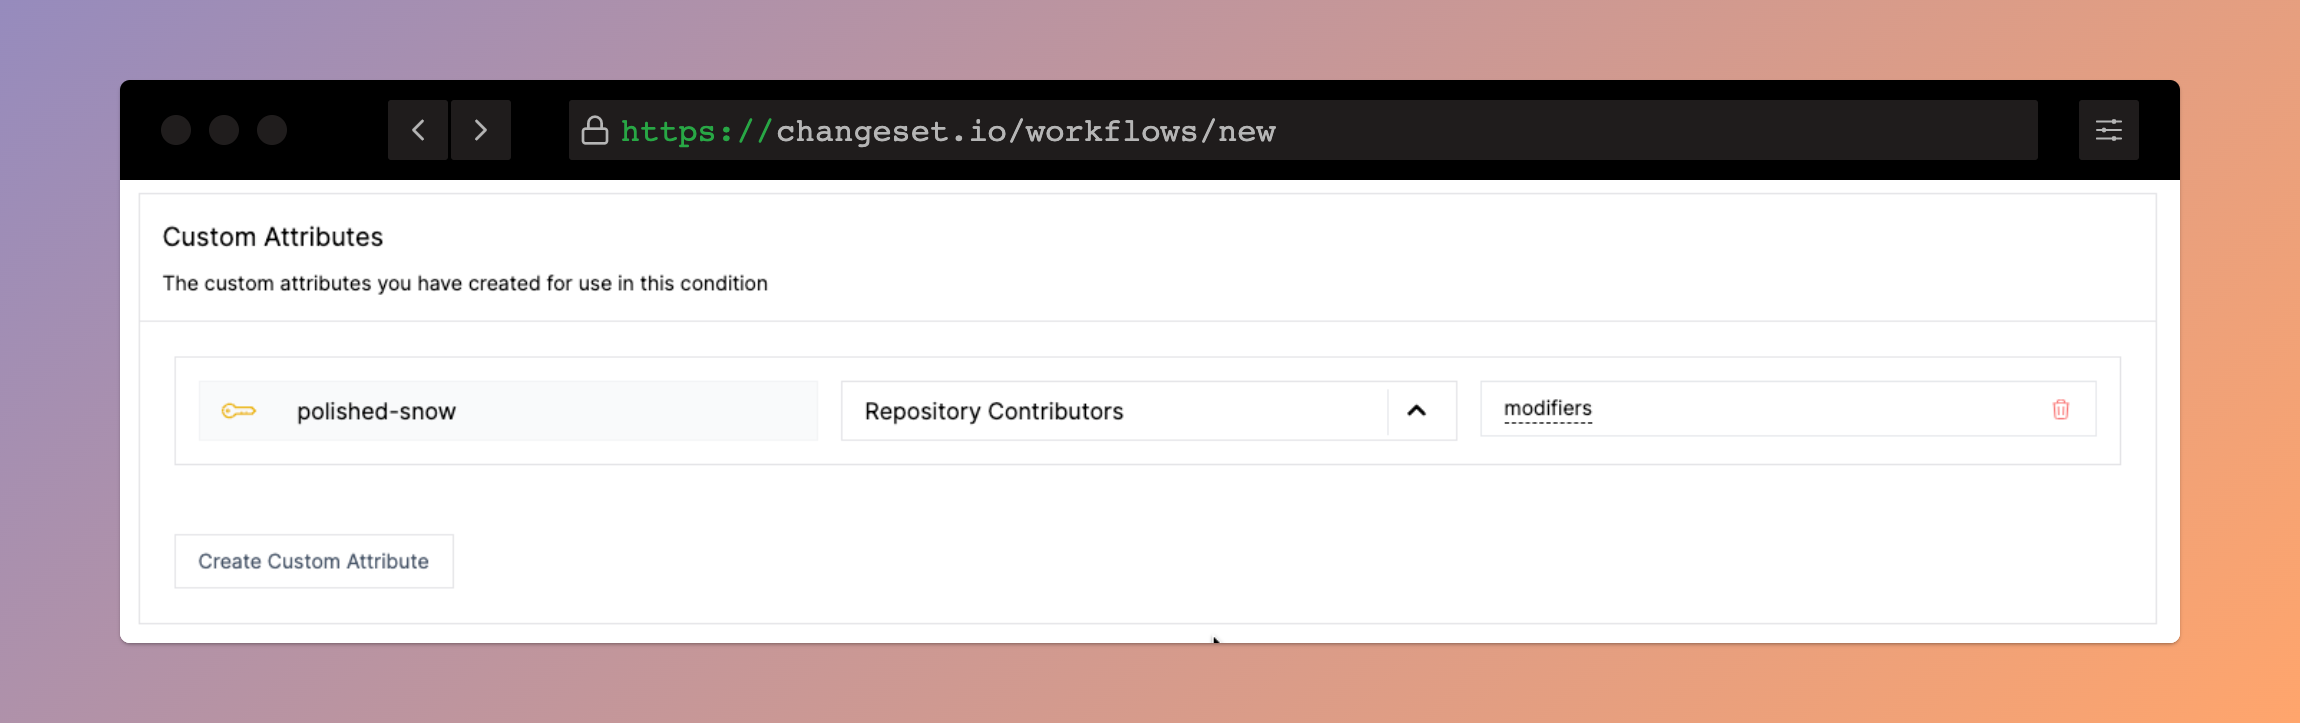 https://changeset.io/workflows/new
Custom Attributes
The custom attributes you have created for use in this condition
polished-snow
Repository Contributors
modifiers
Create Custom Attribute